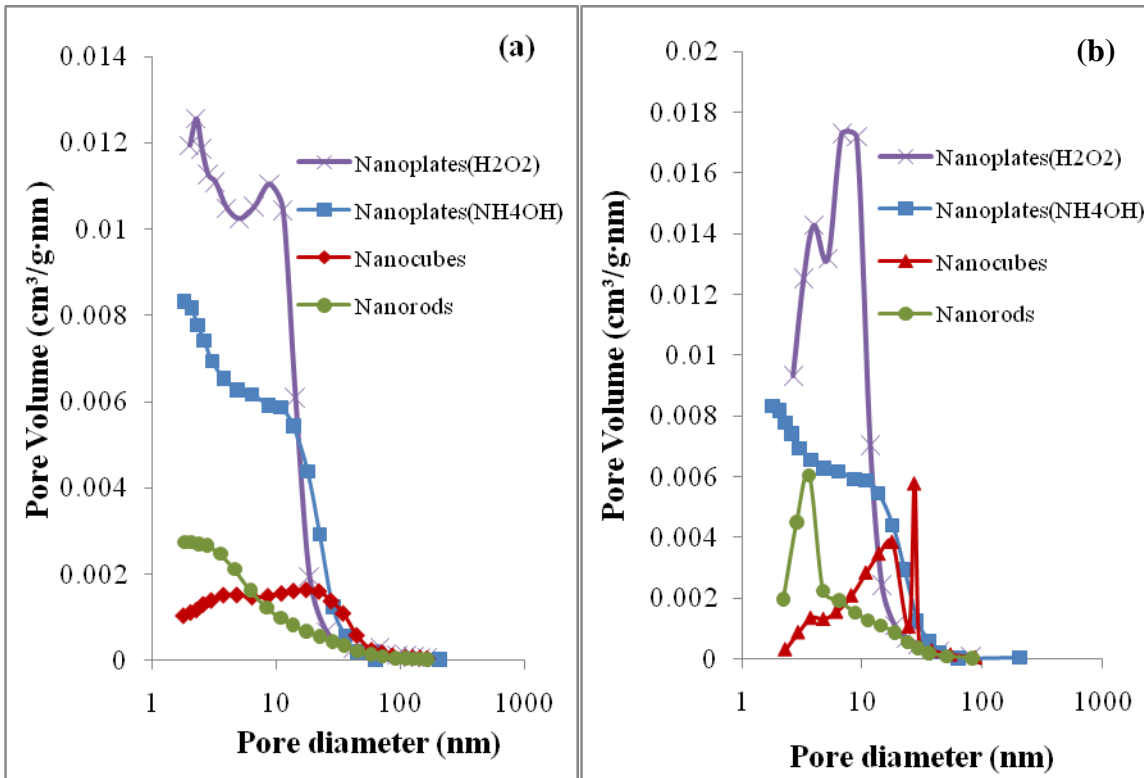 (a)
0.014
0.012
0.01
0.008
0.006
0.004
0.002
0
Pore Volume (cm³/g·nm)
Nanoplates(H2O2)
Nanoplates(NH4OH)
Nanocubes
Nanorods
1
10
100
1000
Pore diameter (nm)
(b)
0.02
0.018
0.016
0.014
0.012
0.01
0.008
0.006
0.004
0.002
0
Pore Volume (cm³/g·nm)
Nanoplates(H2O2)
Nanoplates(NH4OH)
Nanocubes
Nanorods
1
10
100
1000
Pore diameter (nm)